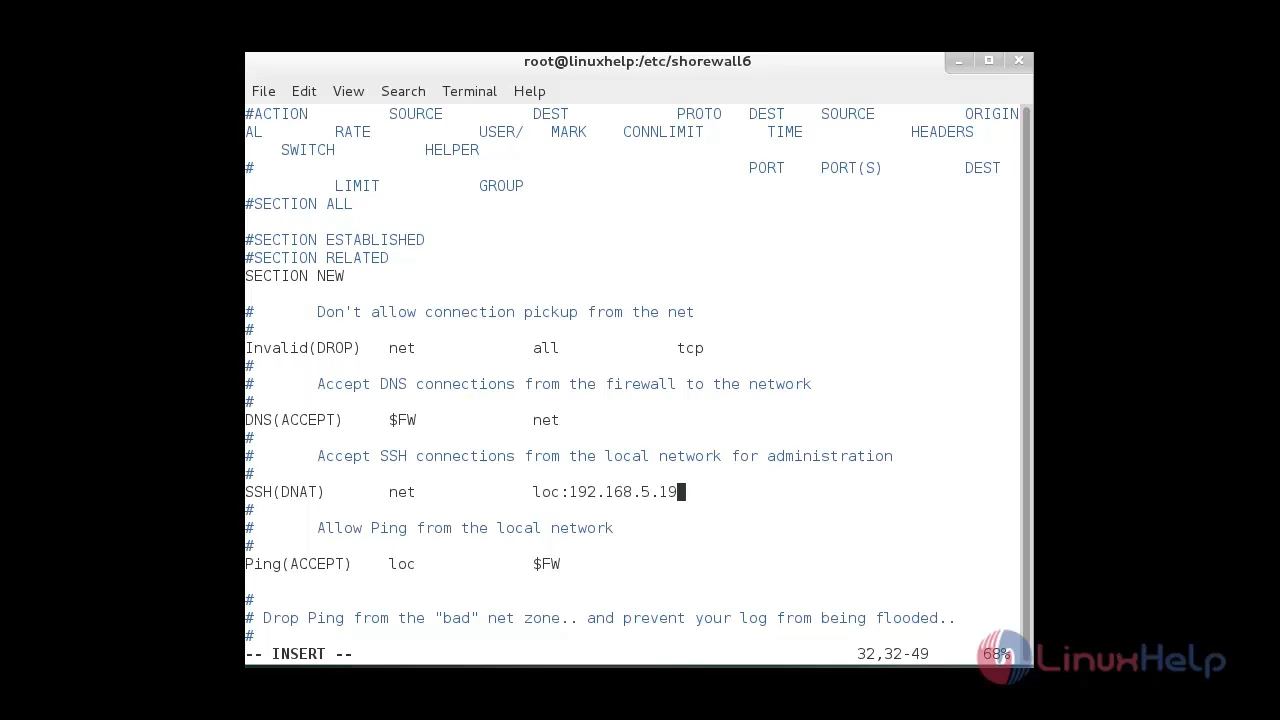 root@linuxhelp:/etc/shorewall6
File Edit View Search Terminal Help
#ACTION SOURCE DEST PROTO DEST SOURCE ORIGIN
AL RATE USER/ MARK CONNLIMIT TIME HEADERS
SWITCH HELPER
# PORT PORT(S) DEST
LIMIT GROUP
#SECTION ALL
#SECTION ESTABLISHED
#SECTION RELATED
SECTION NEW
# Don't allow connection pickup from the net
#
Invalid(DROP) net all tcp
#
# Accept DNS connections from the firewall to the network
#
DNS(ACCEPT) $FW net
#
# Accept SSH connections from the local network for administration
#
SSH(DNAT) net loc:192.168.5.19
#
# Allow Ping from the local network
#
Ping(ACCEPT) loc $FW
#
# Drop Ping from the "bad" net zone.. and prevent your log from being flooded..
#
-- INSERT -- 32,32-49 68%
LinuxHelp